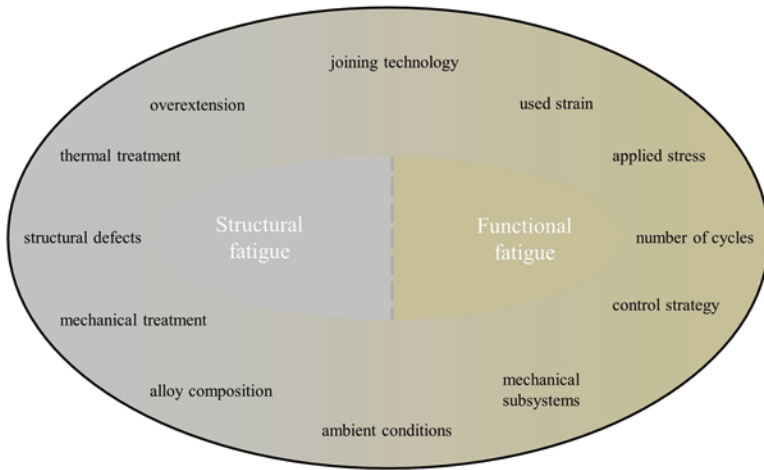 joining technology
overextension
used strain
thermal treatment
applied stress
Structural
fatigue
Functional
fatigue
structural defects
number of cycles
mechanical treatment
control strategy
alloy composition
mechanical
subsystems
ambient conditions